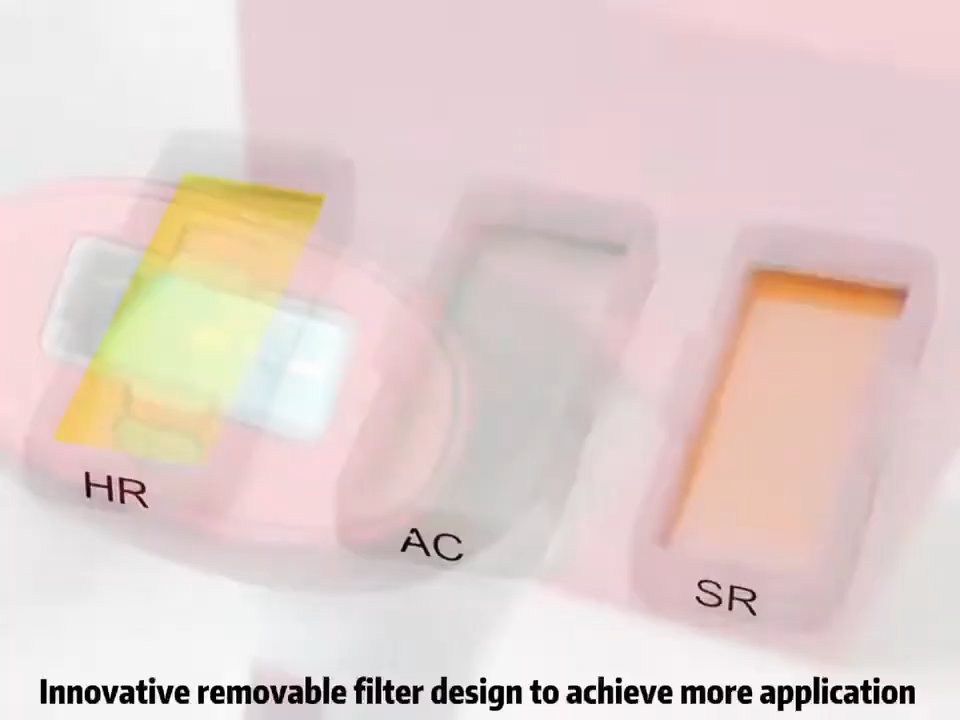 HR
AC
SR
Innovative removable filter design to achieve more application